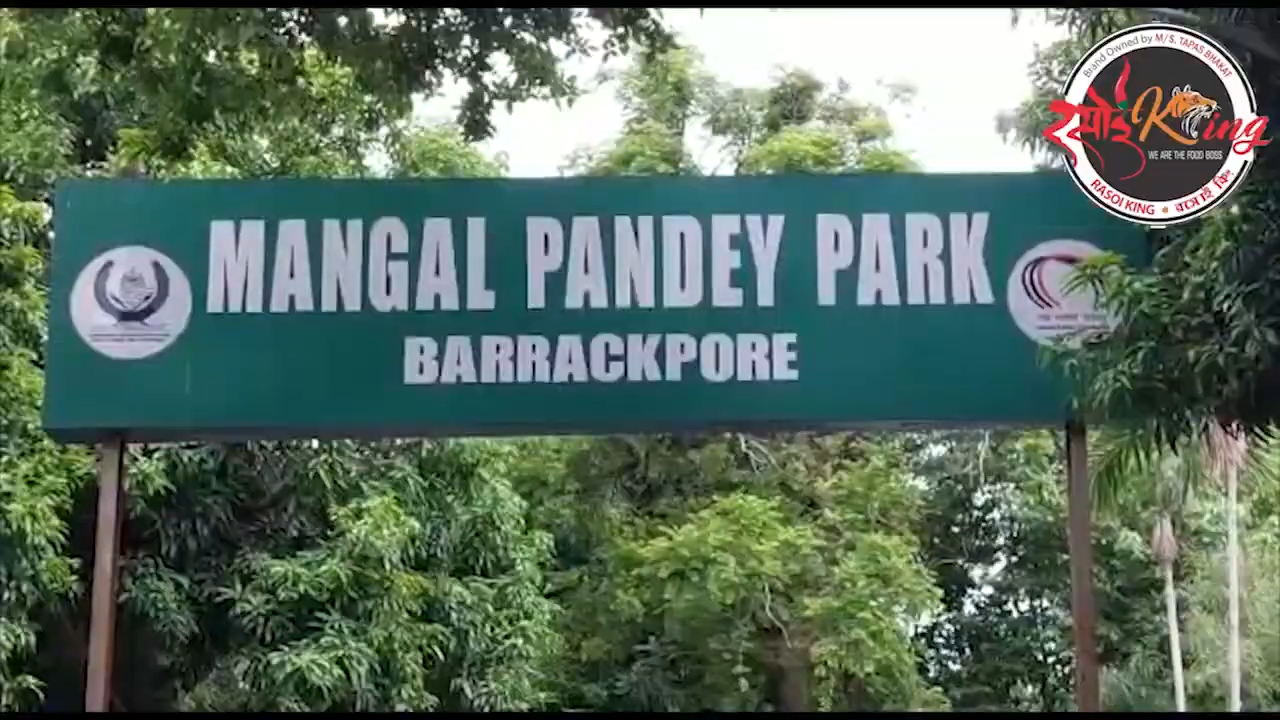 MANGAL PANDEY PARK
BARRACKPORE
Brand Owned by M/S. TAPAS BHAKAT
रसोई King
WE ARE THE FOOD BOSS
RASOI KING